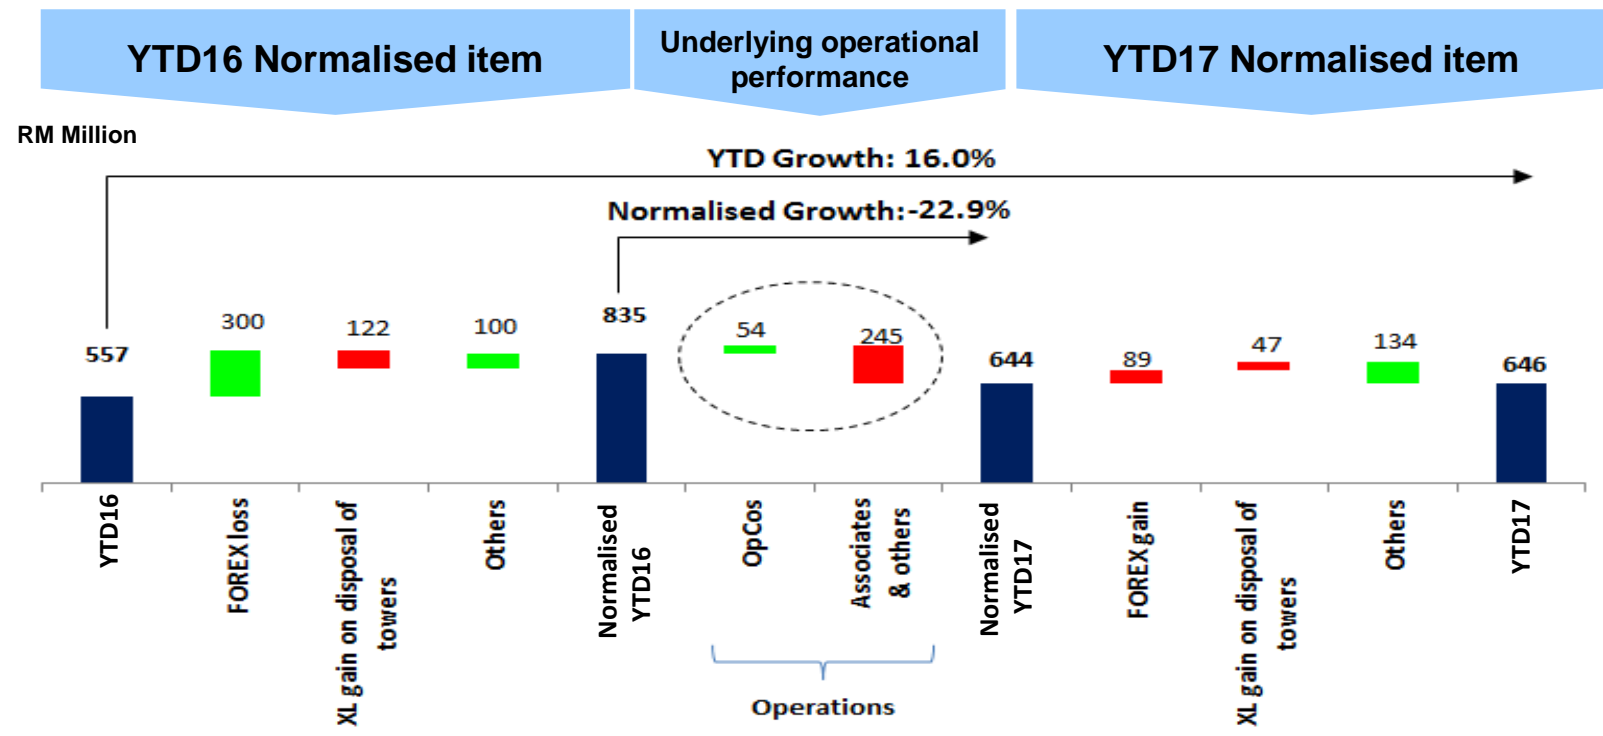 YTD16 Normalised item
Underlying operational
performance
YTD17 Normalised item
RM Million
YTD Growth: 16.0%
Normalised Growth:-22.9%
557
300
122
100
835
54
245
644
89
47
134
646
YTD16
FOREX loss
XL gain on disposal of
towers
Others
Normalised
YTD16
OpCos
Associates
& others
Normalised
YTD17
FOREX gain
XL gain on disposal of
towers
Others
YTD17
Operations